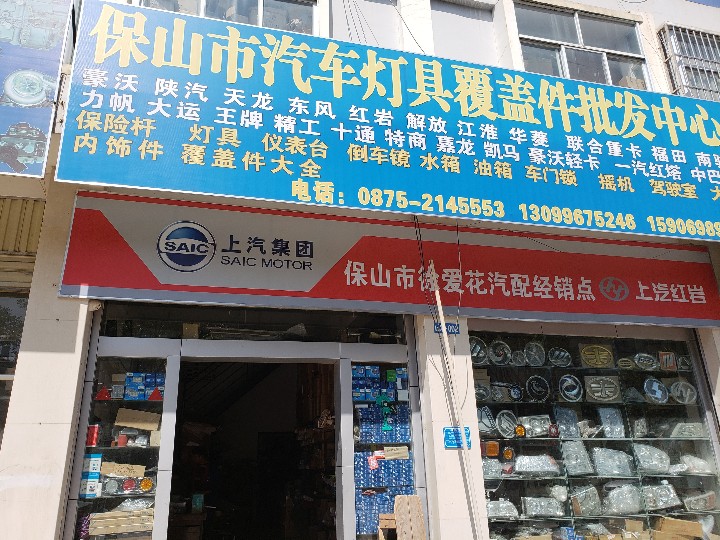 保山市汽车灯具覆盖件批发中心
豪沃 陕汽 天龙 东风 红岩 解放 江淮 华菱 联合重卡 福田 南骏
力帆 大运 王牌 精工 十通 特商 嘉龙 凯马 豪沃轻卡 一汽红塔 中巴
保险杆 灯具 仪表台 倒车镜 水箱 油箱 车门锁 摇机 驾驶室
内饰件 覆盖件大全
电话：0875-2145553 13099675246 1590698
SAIC 上汽集团
SAIC MOTOR
保山市徐爱花汽配经销点 上汽红岩